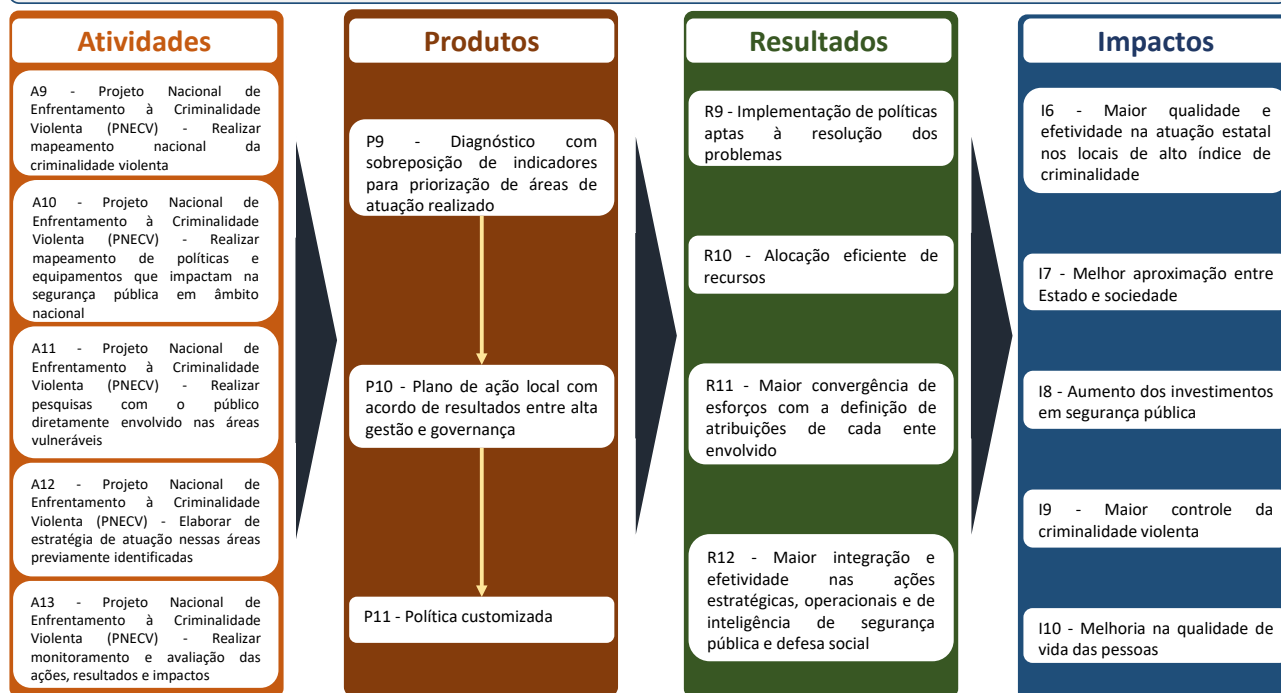 Atividades
A9 - Projeto Nacional de
Enfrentamento à Criminalidade
Violenta (PNECV) - Realizar
mapeamento nacional da
criminalidade violenta
A10 - Projeto Nacional de
Enfrentamento à Criminalidade
Violenta (PNECV) - Realizar
mapeamento de políticas e
equipamentos que impactam na
segurança pública em âmbito
nacional
A11 - Projeto Nacional de
Enfrentamento à Criminalidade
Violenta (PNECV) - Realizar
pesquisas com o público
diretamente envolvido nas áreas
vulneráveis
A12 - Projeto Nacional de
Enfrentamento à Criminalidade
Violenta (PNECV) - Elaborar de
estratégia de atuação nessas áreas
previamente identificadas
A13 - Projeto Nacional de
Enfrentamento à Criminalidade
Violenta (PNECV) - Realizar
monitoramento e avaliação das
ações, resultados e impactos
Produtos
P9 - Diagnóstico com
sobreposição de indicadores
para priorização de áreas de
atuação realizado
P10 - Plano de ação local com
acordo de resultados entre alta
gestão e governança
P11 - Política customizada
Resultados
R9 - Implementação de políticas
aptas à resolução dos
problemas
R10 - Alocação eficiente de
recursos
R11 - Maior convergência de
esforços com a definição de
atribuições de cada ente
envolvido
R12 - Maior integração e
efetividade nas ações
estratégicas, operacionais e de
inteligência de segurança
pública e defesa social
Impactos
I6 - Maior qualidade e
efetividade na atuação estatal
nos locais de alto índice de
criminalidade
I7 - Melhor aproximação entre
Estado e sociedade
I8 - Aumento dos investimentos
em segurança pública
I9 - Maior controle da
criminalidade violenta
I10 - Melhoria na qualidade de
vida das pessoas